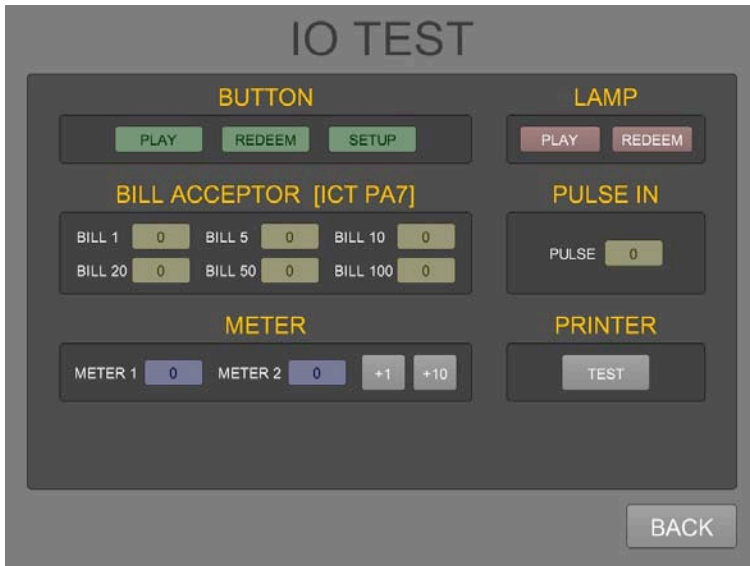 IO TEST
BUTTON
PLAY REDEEM SETUP
LAMP
PLAY REDEEM
BILL ACCEPTOR [ICT PA7]
BILL 1 0 BILL 5 0 BILL 10 0
BILL 20 0 BILL 50 0 BILL 100 0
PULSE IN
PULSE 0
METER
METER 1 0 METER 2 0 +1 +10
PRINTER
TEST
BACK